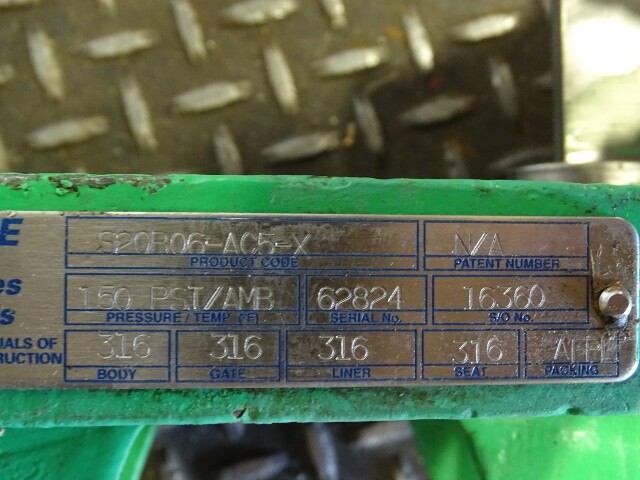 E S20R06-AC5-X N/A
PRODUCT CODE PATENT NUMBER
es 150 PSI/AMB 62824 16360
s PRESSURE / TEMP (°F) SERIAL No. S/O No.
IALS OF 316 316 316 316
TRUCTION BODY GATE LINER SEAT PACKING